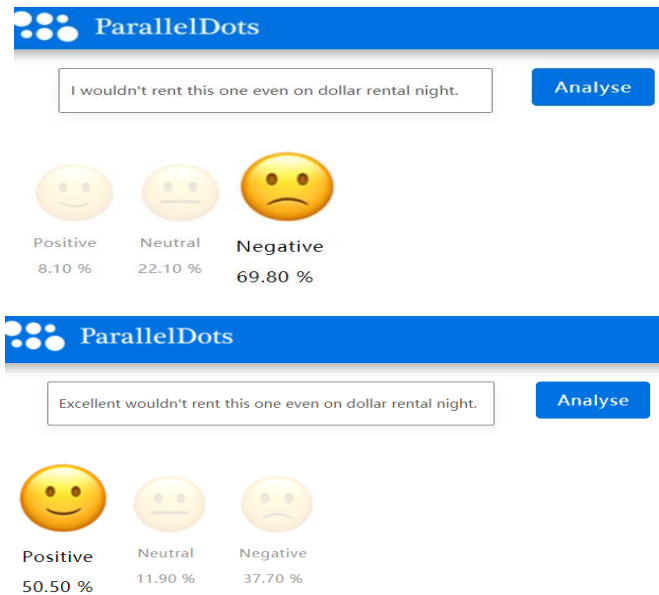 ParallelDots
I wouldn't rent this one even on dollar rental night.
Analyse
Positive Neutral Negative
8.10 % 22.10 % 69.80 %
ParallelDots
Excellent wouldn't rent this one even on dollar rental night.
Analyse
Positive Neutral Negative
50.50 % 11.90 % 37.70 %